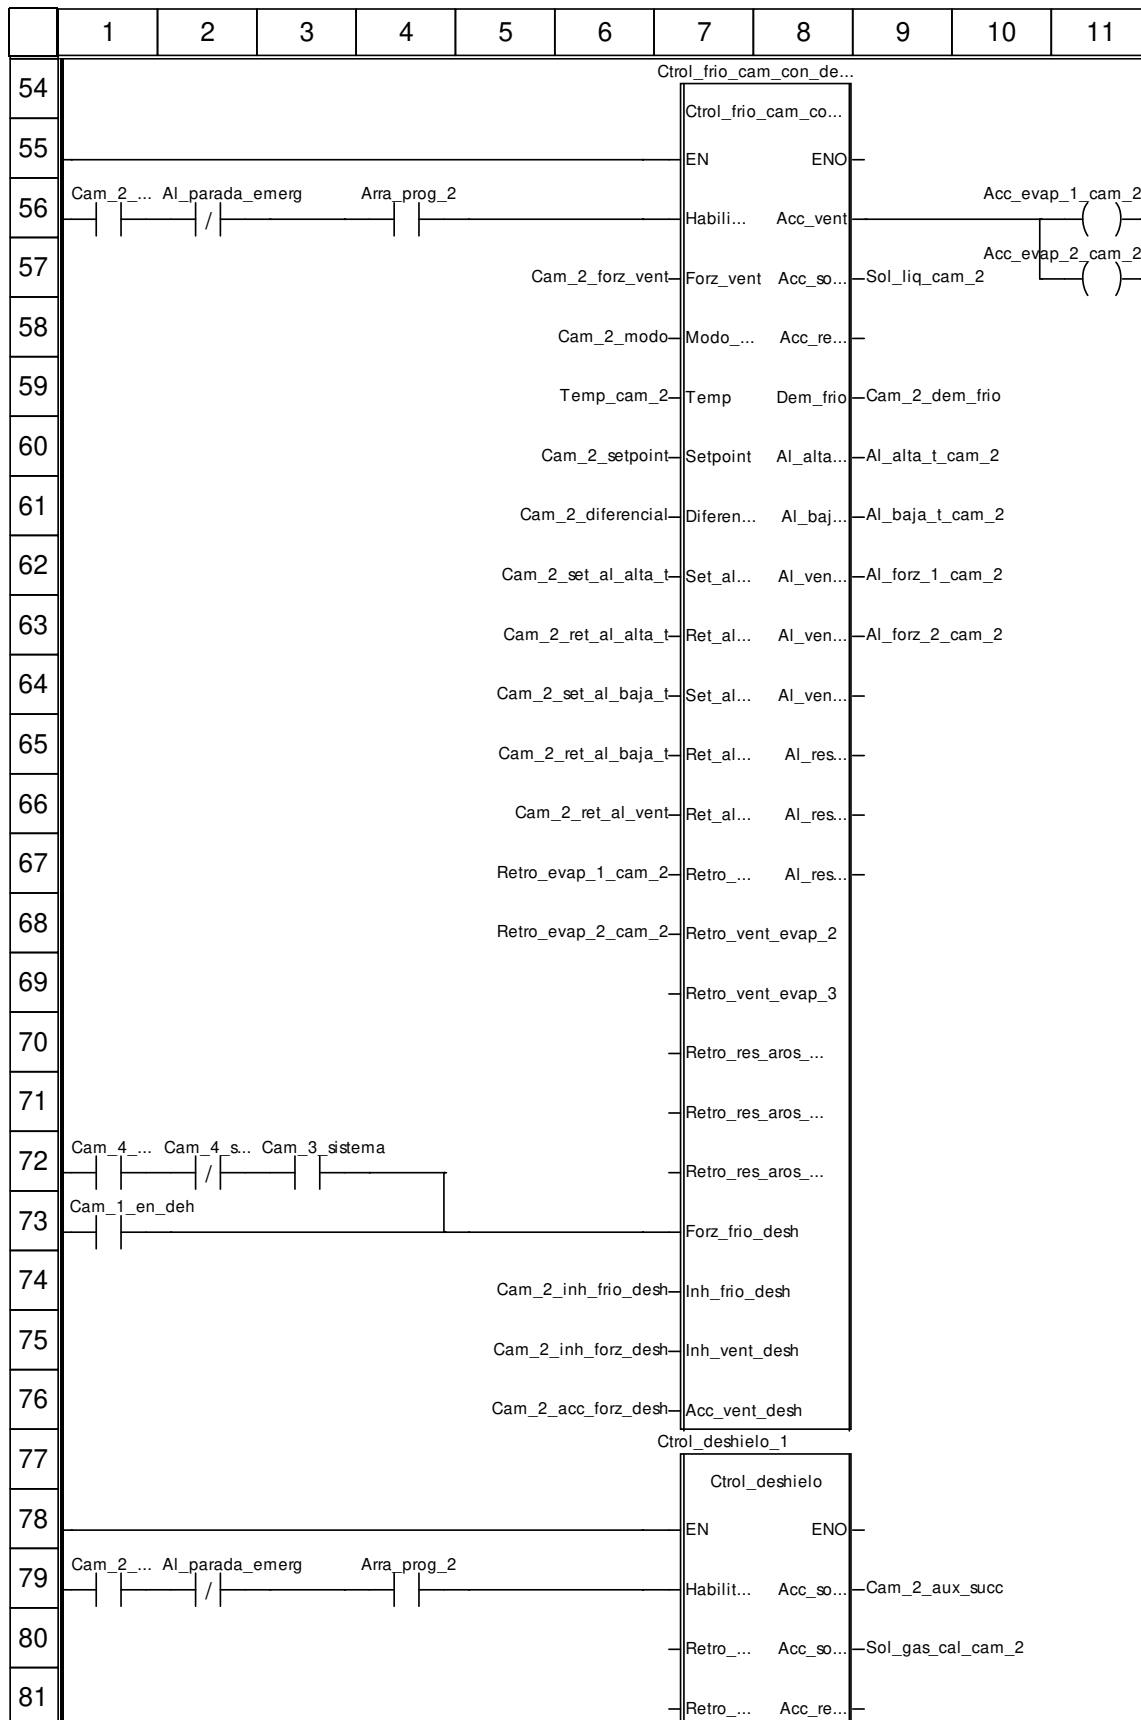 1 2 3 4 5 6 7 8 9 10 11
54 Ctrol_frio_cam_con_de...
Ctrol_frio_cam_co...
55 EN ENO
Cam_2_... Al_parada_emerg Arra_prog_2 Acc_evap_1_cam_2
56 / Habili... Acc_vent
Acc_evap_2_cam_2
57 Cam_2_forz_vent Forz_vent Acc_so... Sol_liq_cam_2
58 Cam_2_modo Modo_... Acc_re...
59 Temp_cam_2 Temp Dem_frio Cam_2_dem_frio
60 Cam_2_setpoint Setpoint Al_alta... Al_alta_t_cam_2
61 Cam_2_diferencial Diferen... Al_baj... Al_baja_t_cam_2
62 Cam_2_set_al_alta_t Set_al... Al_ven... Al_forz_1_cam_2
63 Cam_2_ret_al_alta_t Ret_al... Al_ven... Al_forz_2_cam_2
64 Cam_2_set_al_baja_t Set_al... Al_ven...
65 Cam_2_ret_al_baja_t Ret_al... Al_res...
66 Cam_2_ret_al_vent Ret_al... Al_res...
67 Retro_evap_1_cam_2 Retro_... Al_res...
68 Retro_evap_2_cam_2 Retro_vent_evap_2
69 Retro_vent_evap_3
70 Retro_res_aros_...
71 Retro_res_aros_...
Cam_4_... Cam_4_s... Cam_3_sistema
72 / Retro_res_aros_...
Cam_1_en_deh
73 Forz_frio_desh
74 Cam_2_inh_frio_desh Inh_frio_desh
75 Cam_2_inh_forz_desh Inh_vent_desh
76 Cam_2_acc_forz_desh Acc_vent_desh
77 Ctrol_deshielo_1
Ctrol_deshielo
78 EN ENO
Cam_2_... Al_parada_emerg Arra_prog_2
79 / Habilit... Acc_so... Cam_2_aux_succ
80 Retro_... Acc_so... Sol_gas_cal_cam_2
81 Retro_... Acc_re...